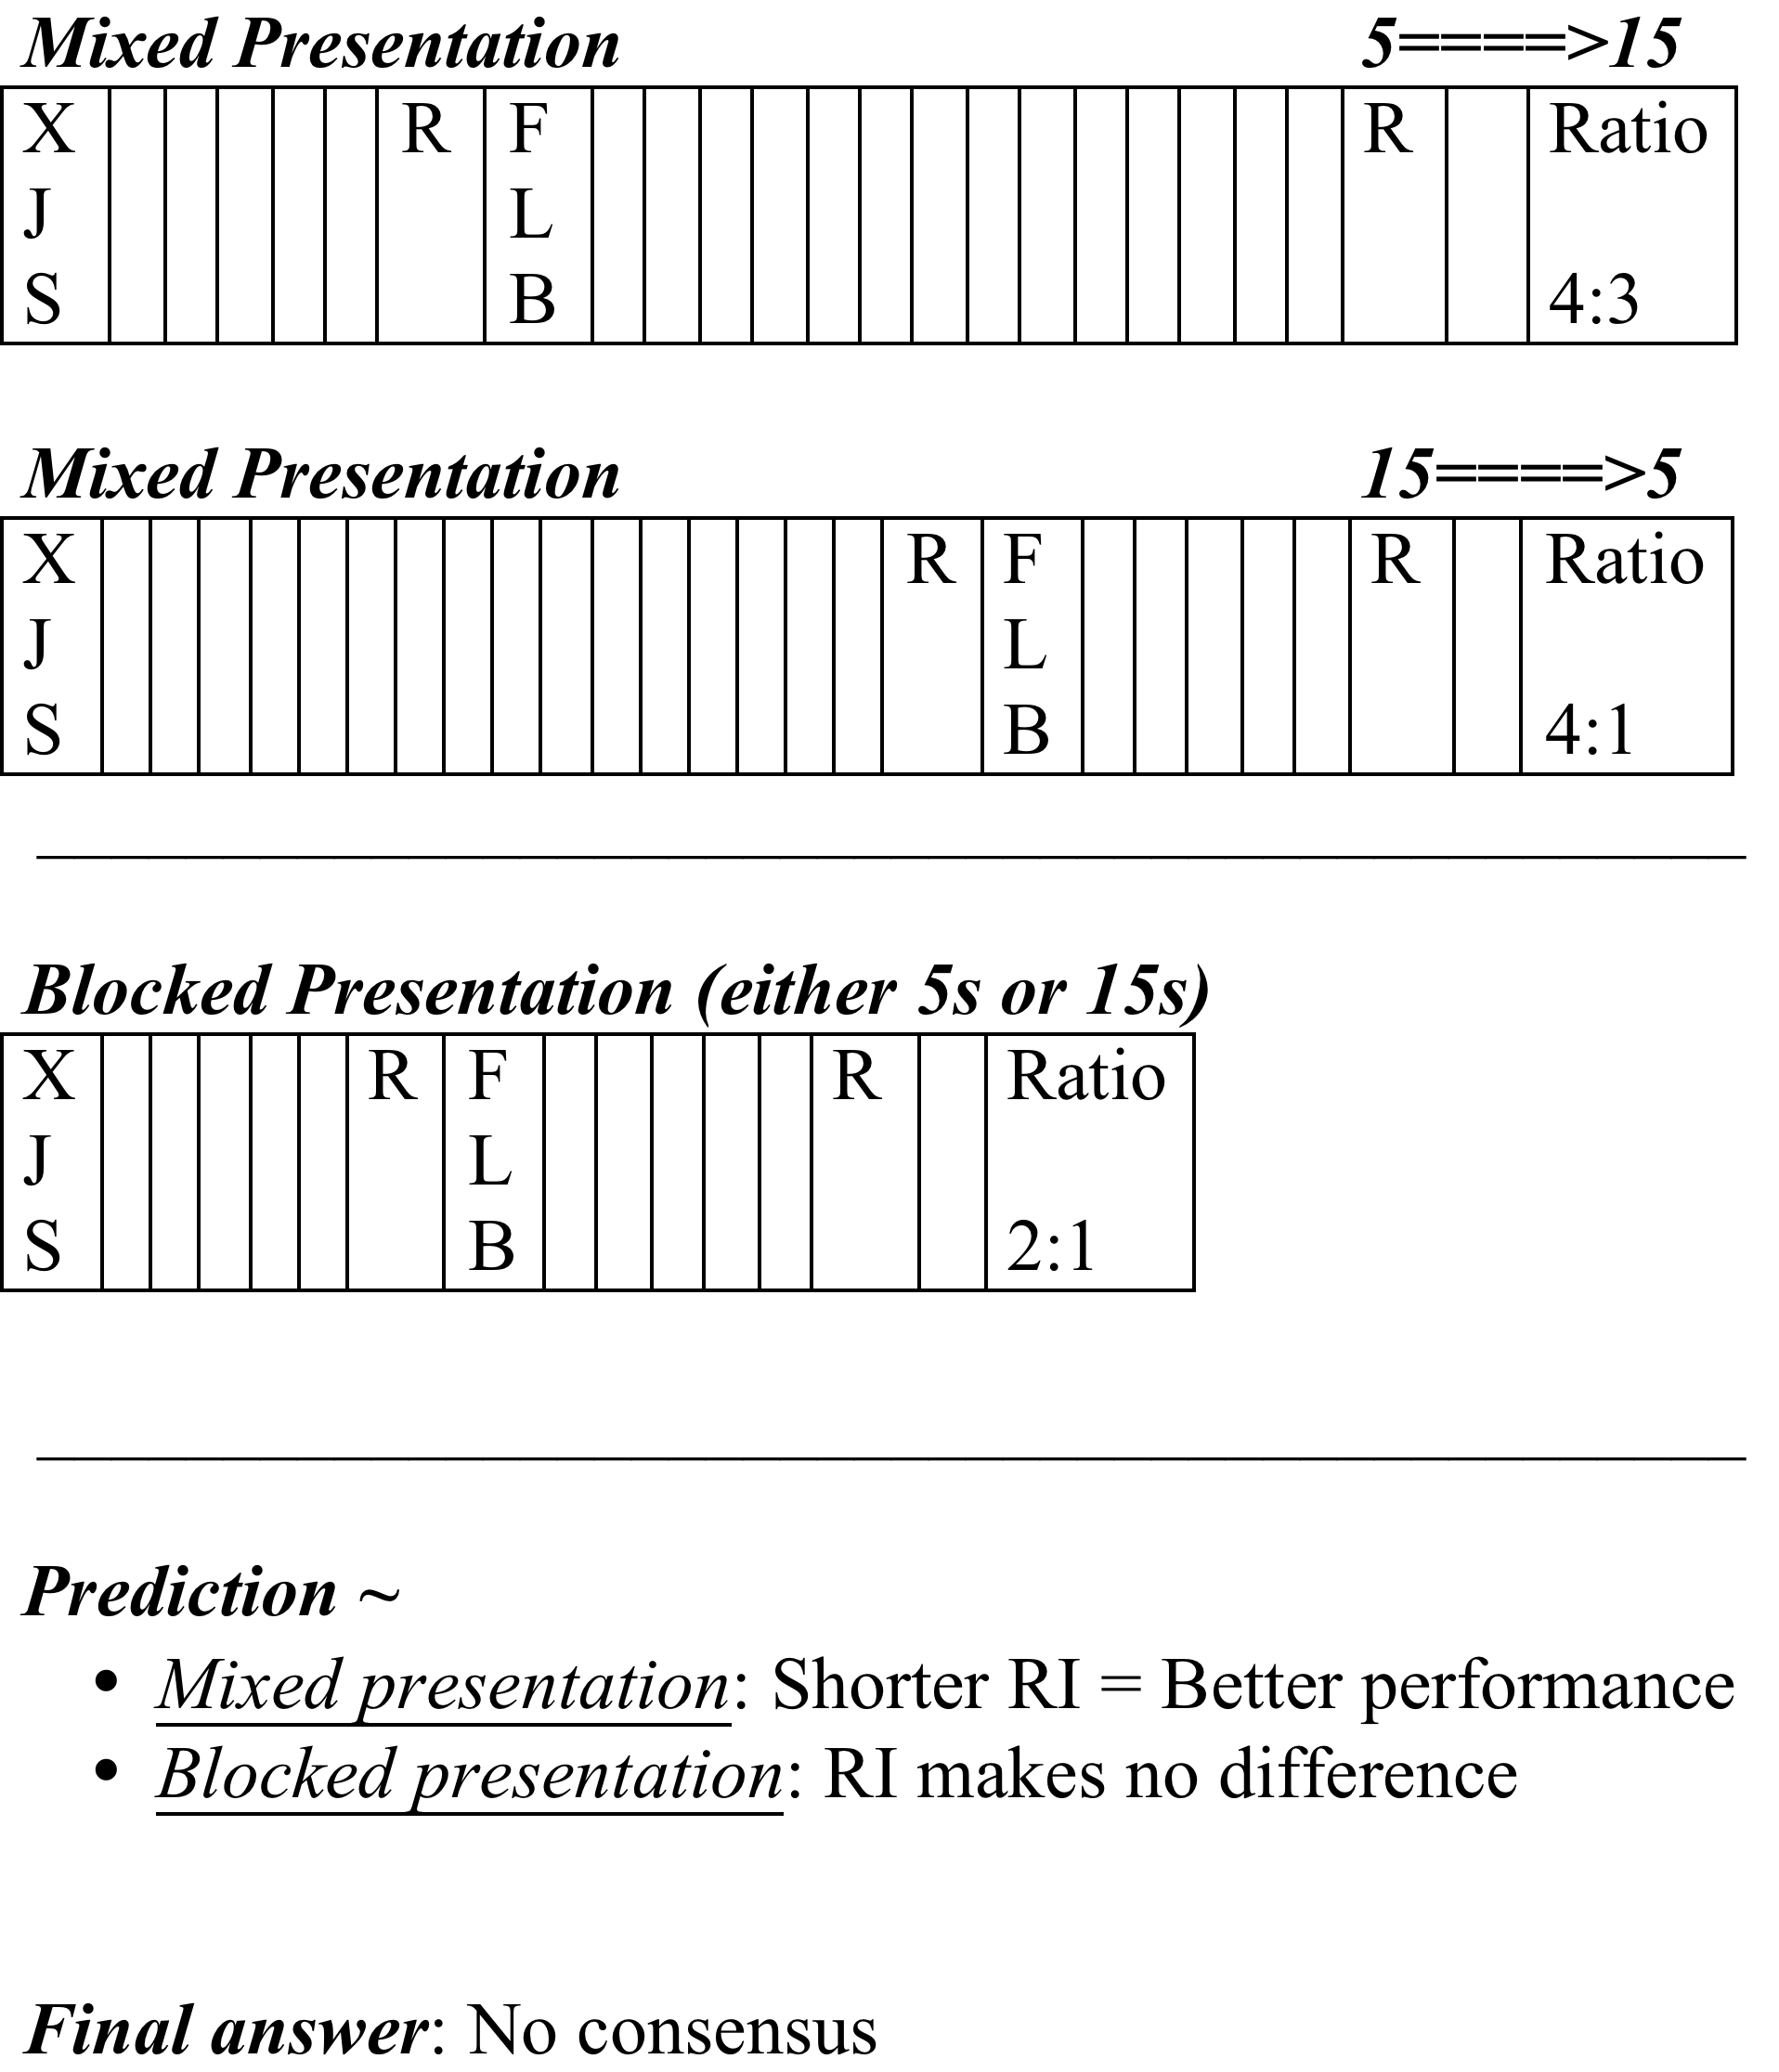 Mixed Presentation 5====>15
X R F R Ratio
J L
S B 4:3
Mixed Presentation 15====>5
X R F R Ratio
J L
S B 4:1
Blocked Presentation (either 5s or 15s)
X R F R Ratio
J L
S B 2:1
Prediction ~
• Mixed presentation: Shorter RI = Better performance
• Blocked presentation: RI makes no difference
Final answer: No consensus